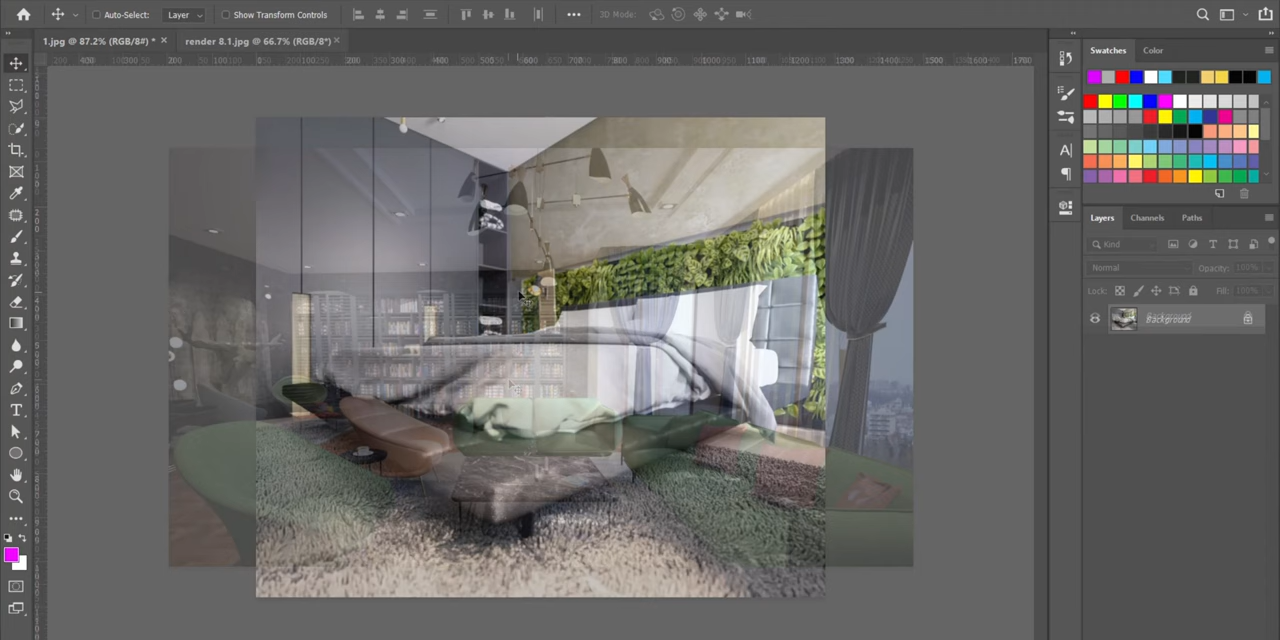 Auto-Select: Layer Show Transform Controls 3D Mode:
1.jpg @ 87.2% (RGB/8#) * × render 8.1.jpg @ 66.7% (RGB/8*) ×
Swatches Color
Layers Channels Paths
Kind
Normal Opacity: 100%
Lock: Fill: 100%
Background